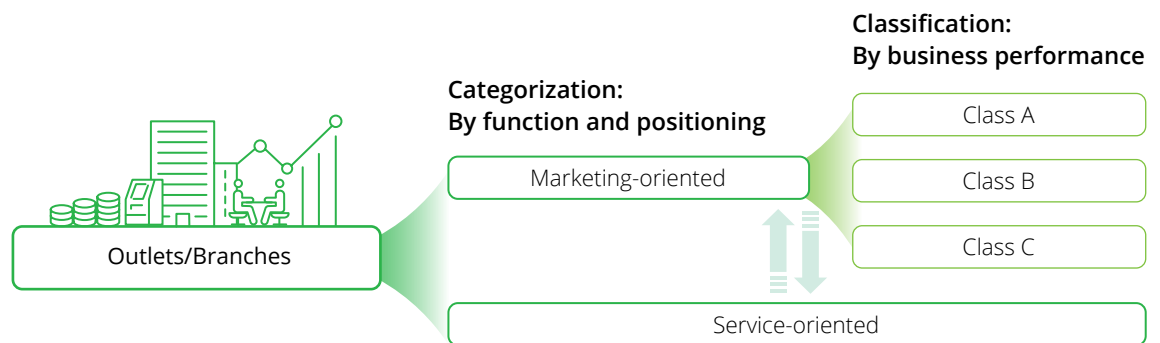 Classification:
By business performance
Categorization:
By function and positioning
Class A
Marketing-oriented
Class B
Class C
Outlets/Branches
Service-oriented